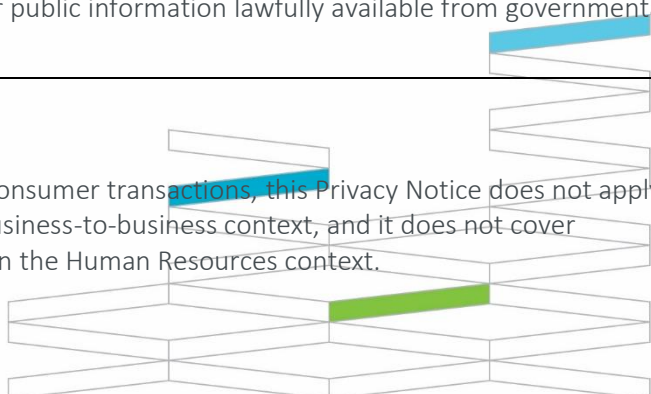 public information lawfully available from government
onsumer transactions, this Privacy Notice does not appl
usiness-to-business context, and it does not cover
n the Human Resources context.